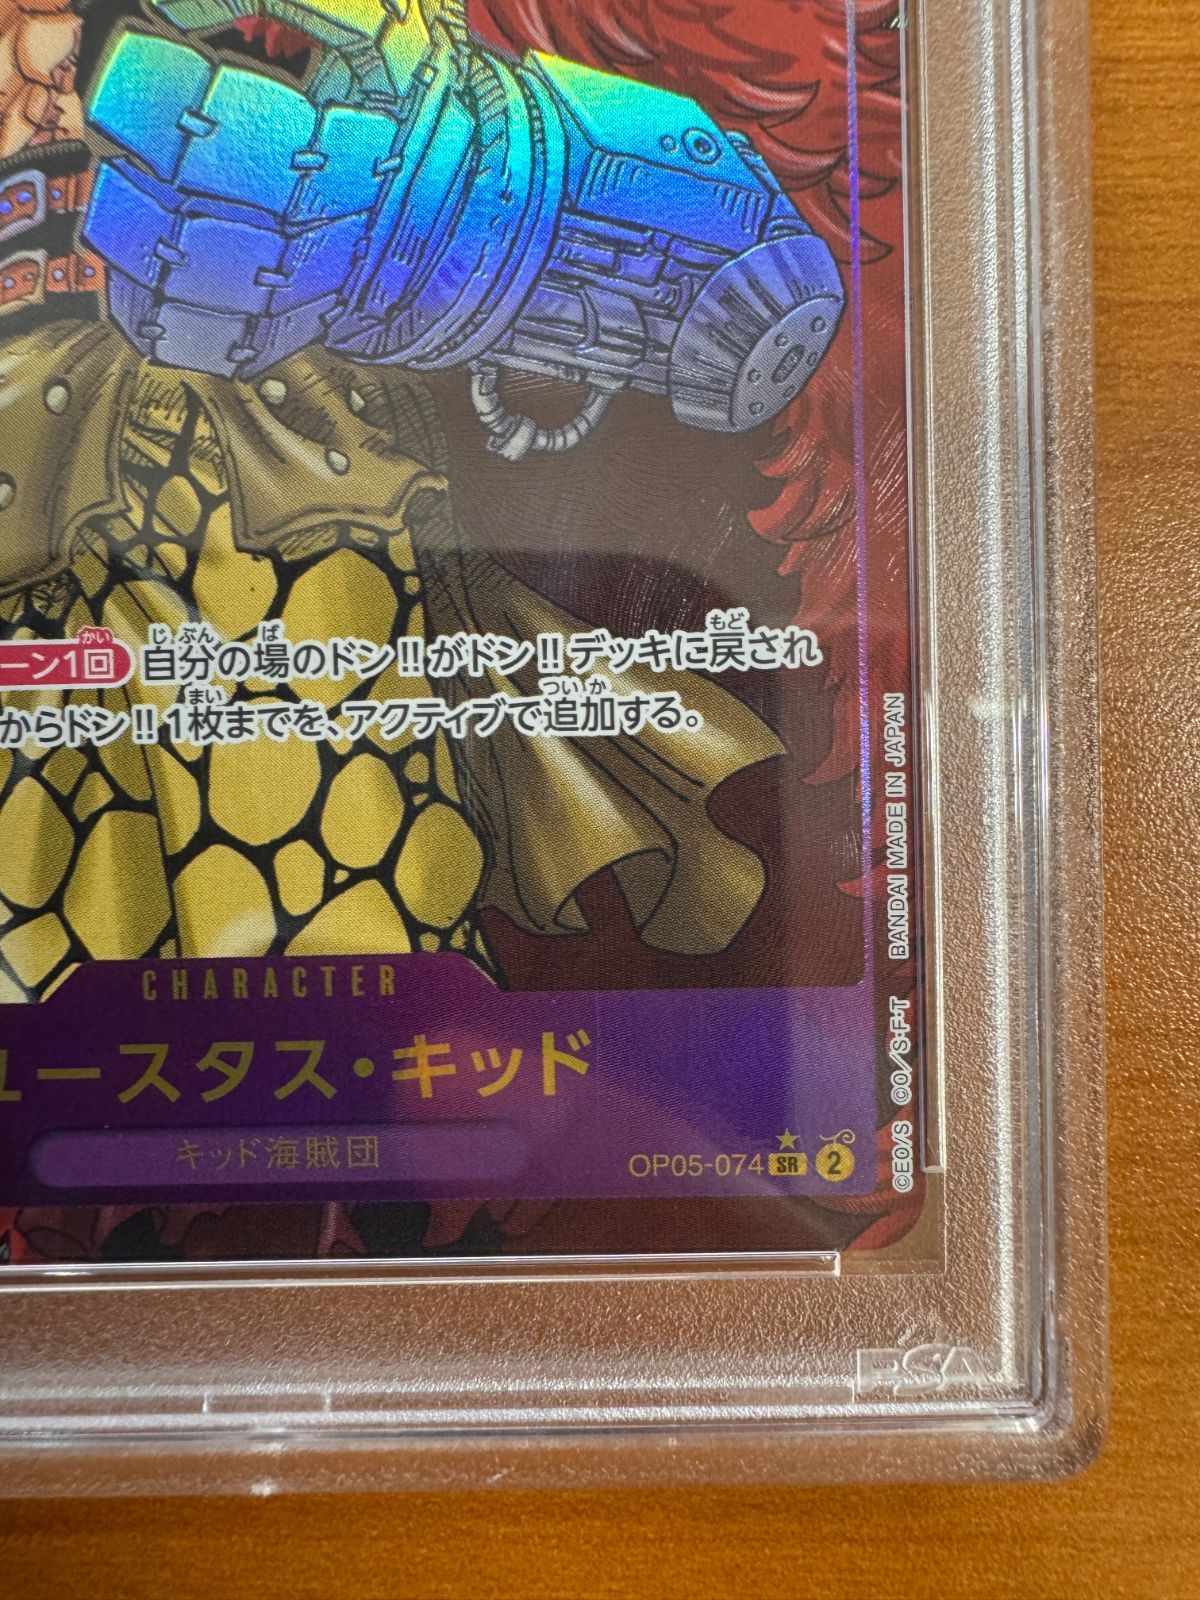 ーン1回 自分の場のドン!!がドン!!デッキに戻され
からドン!!1枚までを、アクティブで追加する。
CHARACTER
ユースタス・キッド
キッド海賊団
OP05-074 SR 2
©E.O./S. ©O./S・F・T BANDAI MADE IN JAPAN
PSA